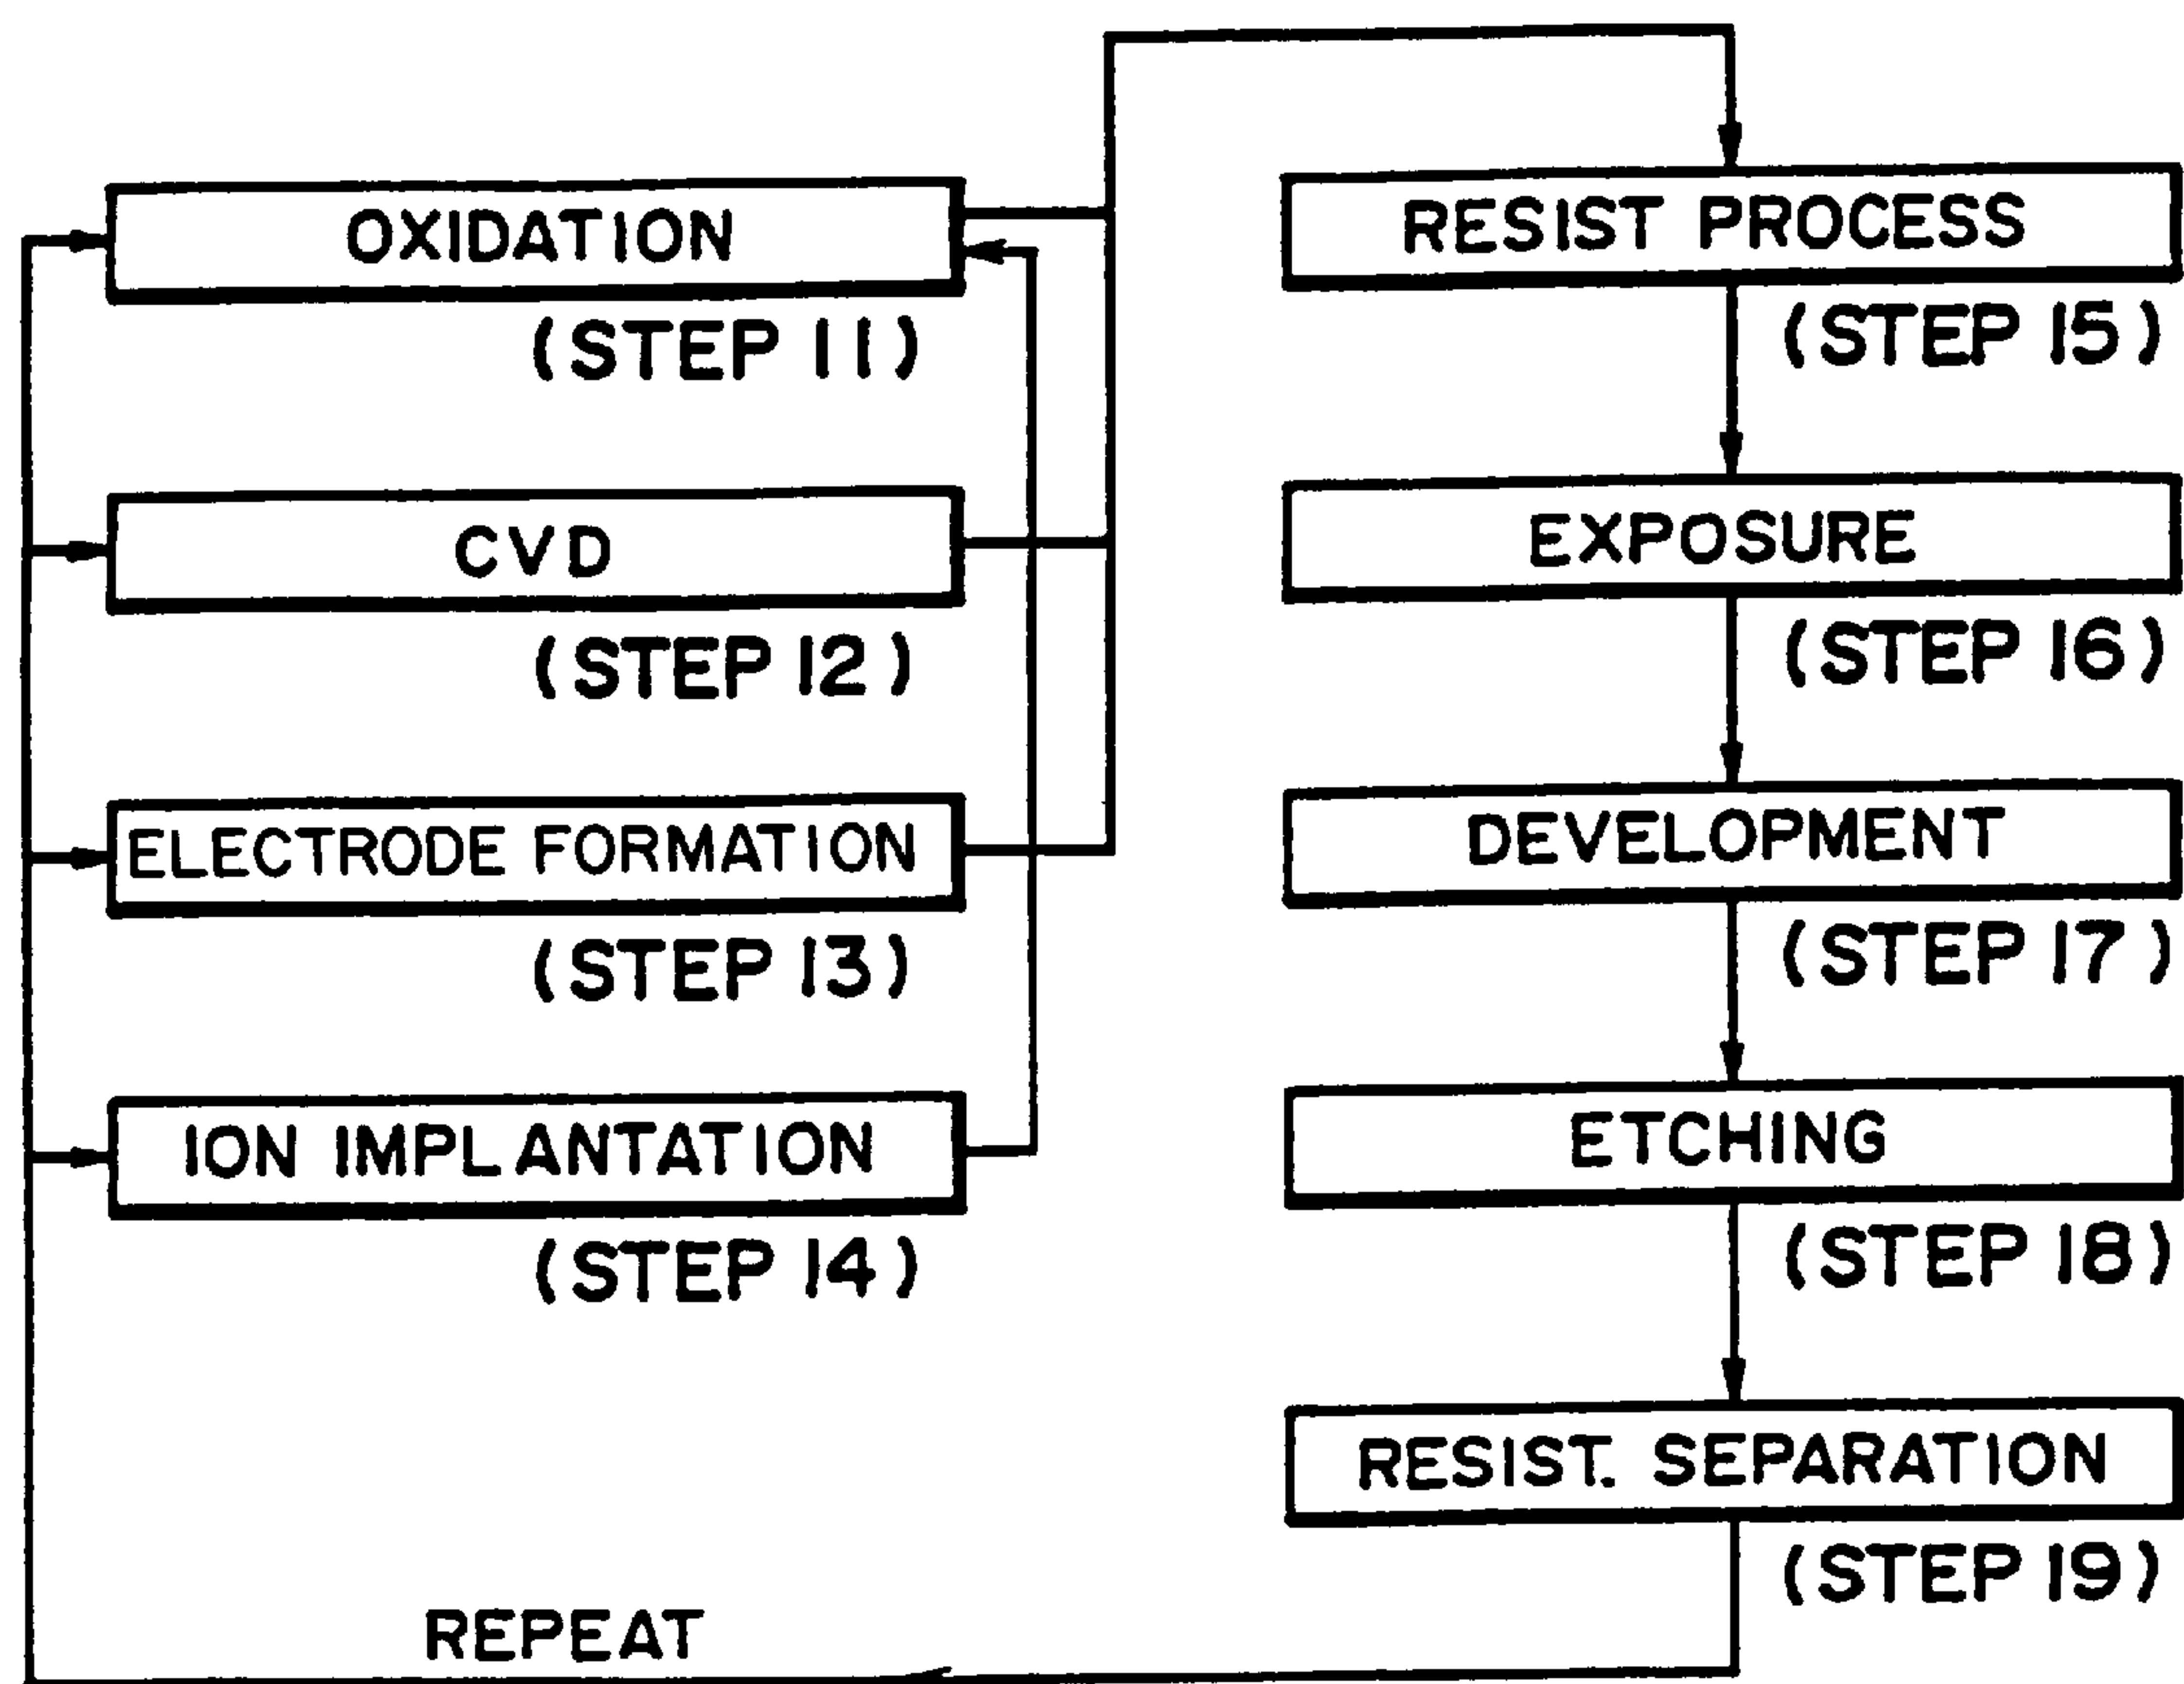 OXIDATION
(STEP 11)
CVD
(STEP 12)
ELECTRODE FORMATION
(STEP 13)
ION IMPLANTATION
(STEP 14)
RESIST PROCESS
(STEP 15)
EXPOSURE
(STEP 16)
DEVELOPMENT
(STEP 17)
ETCHING
(STEP 18)
RESIST. SEPARATION
(STEP 19)
REPEAT